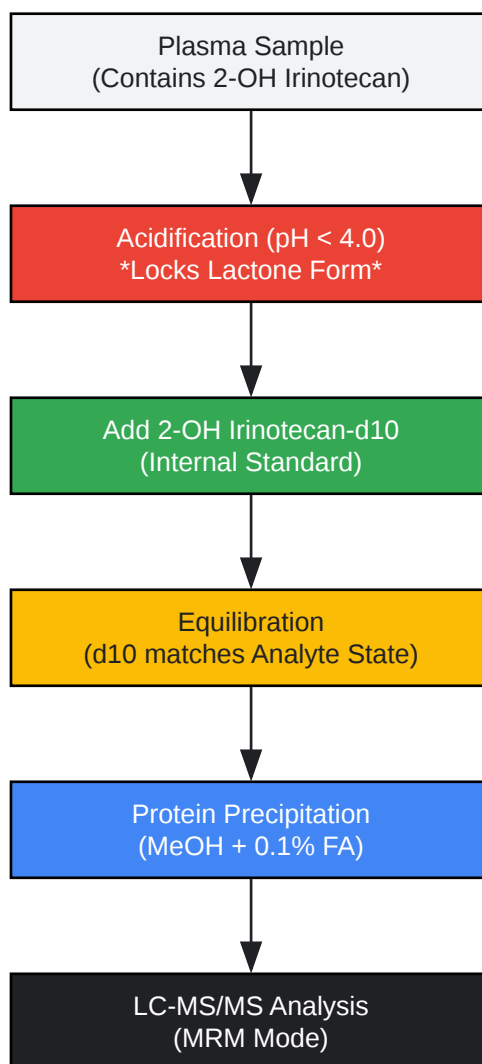 Plasma Sample
(Contains 2-OH Irinotecan)
Acidification (pH < 4.0)
*Locks Lactone Form*
Add 2-OH Irinotecan-d10
(Internal Standard)
Equilibration
(d10 matches Analyte State)
Protein Precipitation
(MeOH + 0.1% FA)
LC-MS/MS Analysis
(MRM Mode)